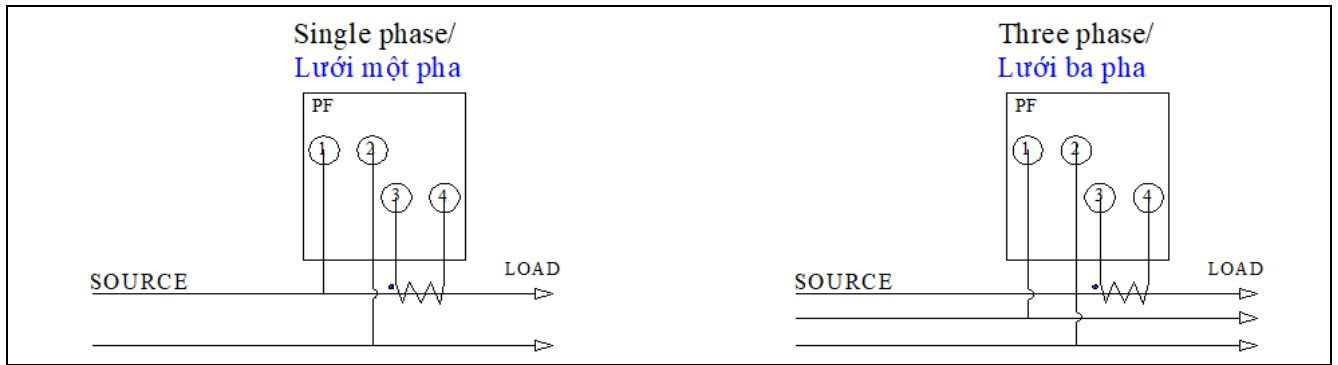 Single phase/
Lưới một pha
PF
1 2
3 4
SOURCE
LOAD
Three phase/
Lưới ba pha
PF
1 2
3 4
SOURCE
LOAD